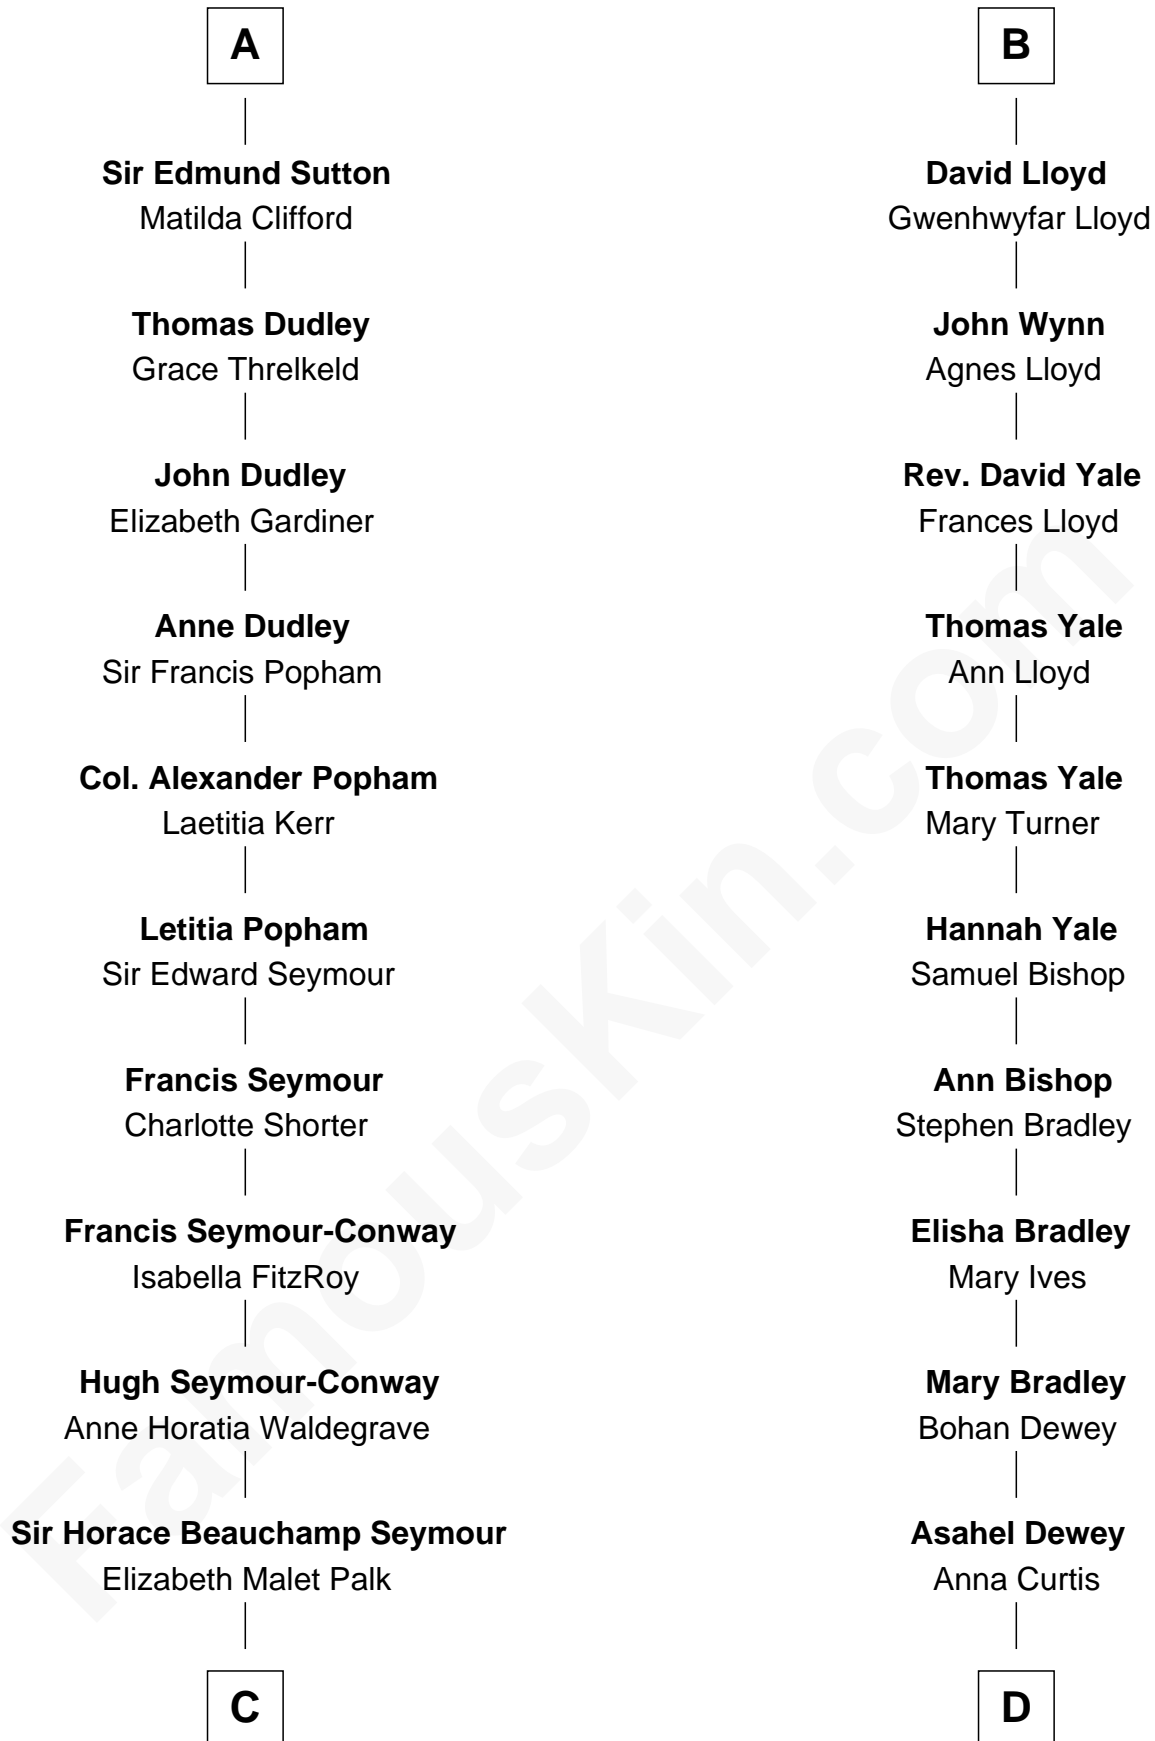 A
Sir Edmund Sutton
Matilda Clifford
Thomas Dudley
Grace Threlkeld
John Dudley
Elizabeth Gardiner
Anne Dudley
Sir Francis Popham
Col. Alexander Popham
Laetitia Kerr
Letitia Popham
Sir Edward Seymour
Francis Seymour
Charlotte Shorter
Francis Seymour-Conway
Isabella FitzRoy
Hugh Seymour-Conway
Anne Horatia Waldegrave
Sir Horace Beauchamp Seymour
Elizabeth Malet Palk
C
B
David Lloyd
Gwenhwyfar Lloyd
John Wynn
Agnes Lloyd
Rev. David Yale
Frances Lloyd
Thomas Yale
Ann Lloyd
Thomas Yale
Mary Turner
Hannah Yale
Samuel Bishop
Ann Bishop
Stephen Bradley
Elisha Bradley
Mary Ives
Mary Bradley
Bohan Dewey
Asahel Dewey
Anna Curtis
D
FamousKin.com